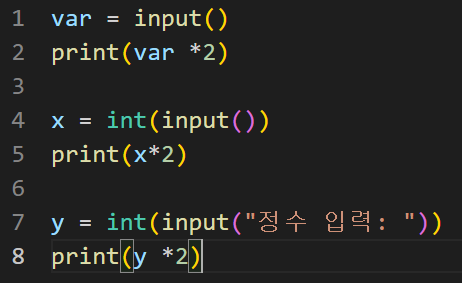 1 var = input()
2 print(var *2)
3
4 x = int(input())
5 print(x*2)
6
7 y = int(input("정수 입력: "))
8 print(y *2)